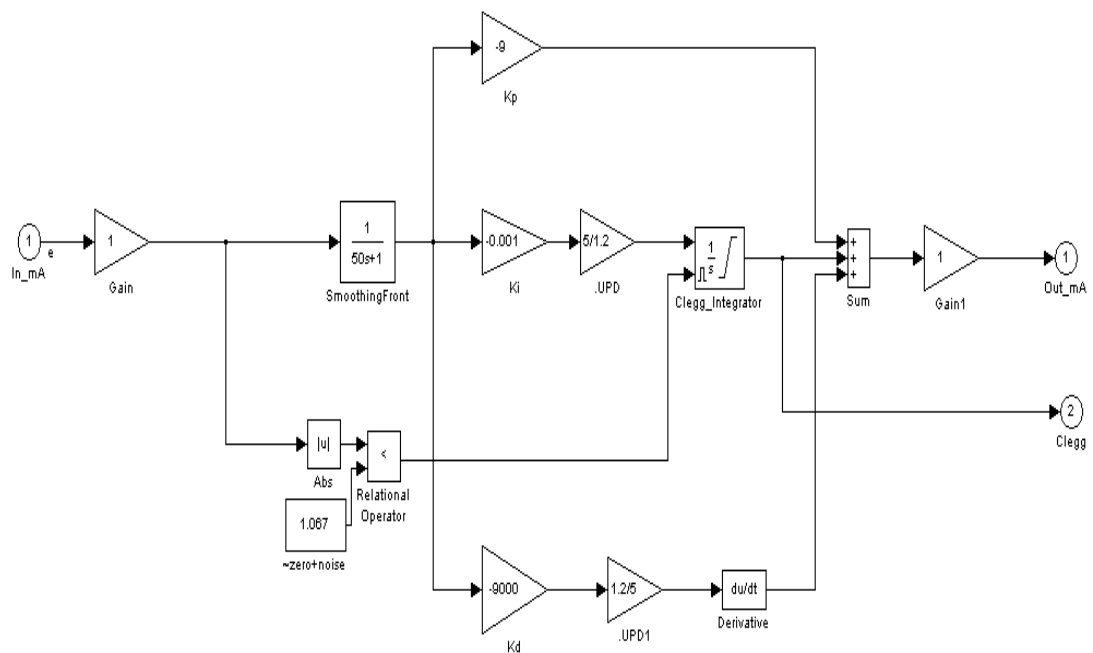 -9
Kp
1
In_mA
e
1
Gain
1
50s+1
SmoothingFront
-0.001
Ki
5/1.2
.UPD
1
s
Clegg_Integrator
+
+
+
Sum
1
Gain1
1
Out_mA
2
Clegg
|u|
Abs
<
Relational
Operator
1.067
~zero+noise
-9000
Kd
1.2/5
.UPD1
du/dt
Derivative